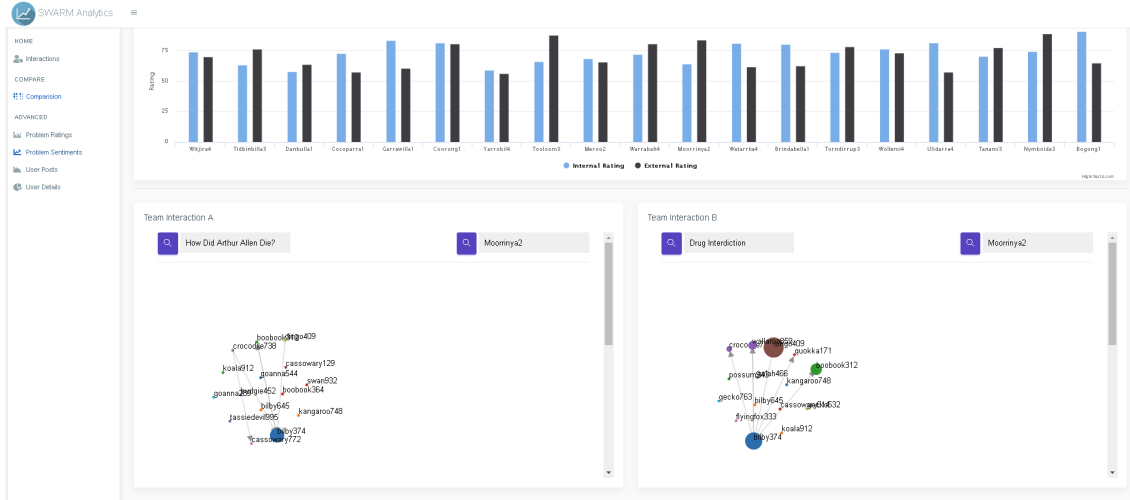 SWARM Analytics
HOME
Interactions
COMPARE
Comparision
ADVANCED
Problem Ratings
Problem Sentiments
User Posts
User Details
Rating
75
50
25
0
Witjira4 Tidbinbilla3 Danbulla1 Cocoparra1 Garrawilla1 Coorong1 Yarrobil4 Tooloom3 Meroo2 Warrabah4 Moorrinya2 Watarrka4 Brindabella1 Torndirrup3 Wollemi4 Ulidarra4 Tanami3 Nymboida3 Bogong1
Internal Rating External Rating
Highcharts.com
Team Interaction A
How Did Arthur Allen Die? Moorrinya2
dingo409
crocodile738
cassowary129
koala912
goanna544
swan932
boobook364
bilby645
kangaroo748
tassiedevil995
bilby374
cassowary772
Team Interaction B
Drug Interdiction Moorrinya2
quokka171
boobook312
kangaroo748
gecko763
bilby645
flyingfox333
koala912
bilby374